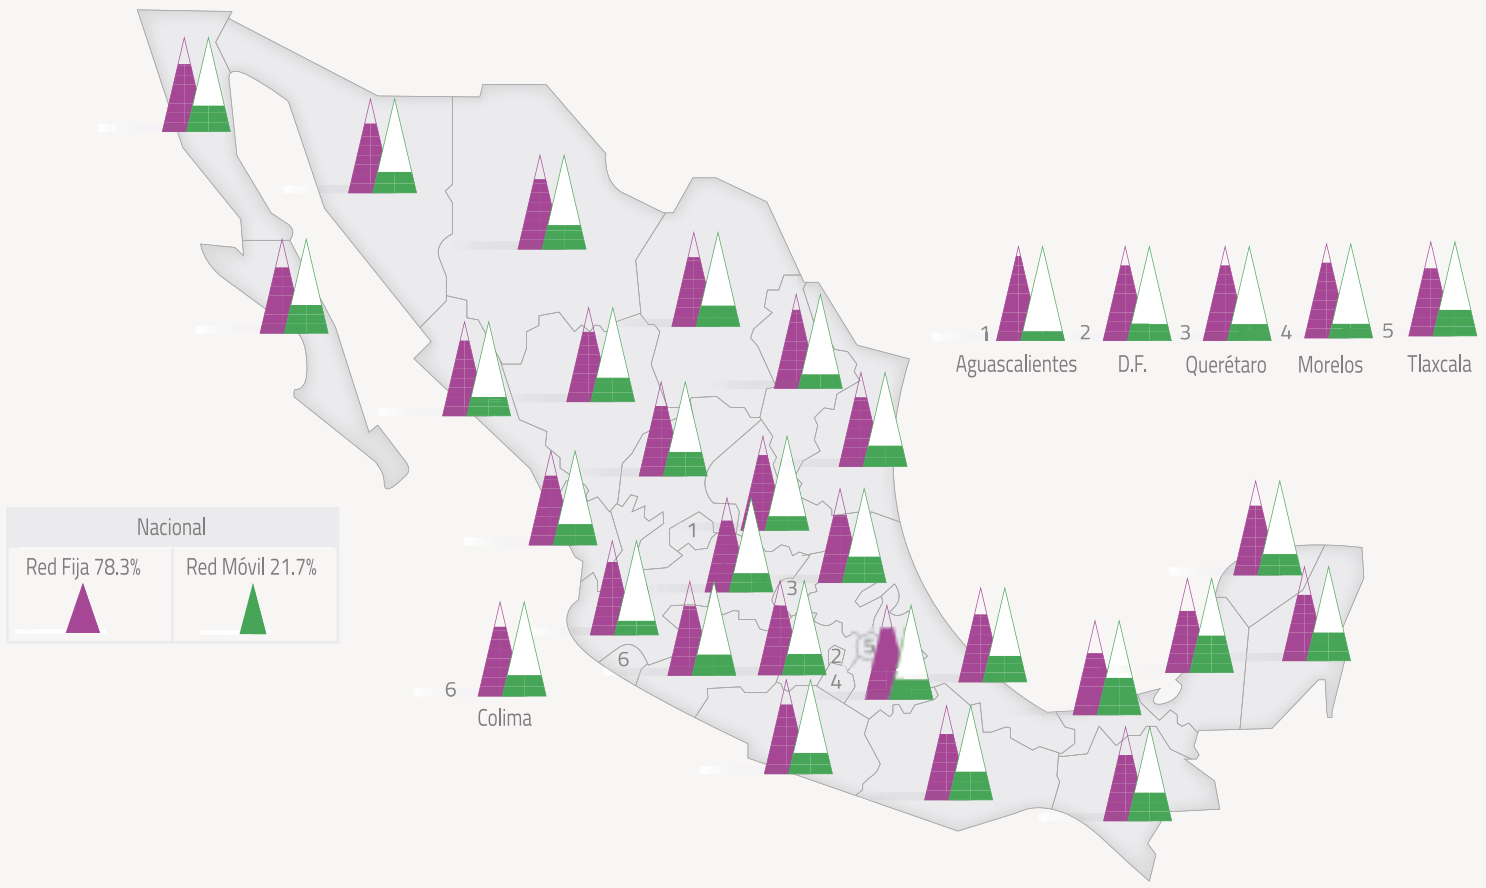 1
2
3
4
5
Aguascalientes
D.F.
Querétaro
Morelos
Tlaxcala
Nacional
Red Fija 78.3%
Red Móvil 21.7%
1
3
5
2
6
4
6
Colima